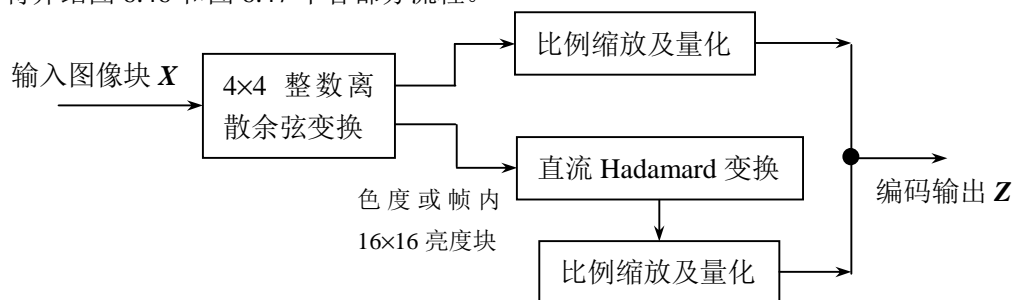 比例缩放及量化
输入图像块 X
4×4 整数离
散余弦变换
直流 Hadamard 变换
色度或帧内
16×16 亮度块
编码输出 Z
比例缩放及量化